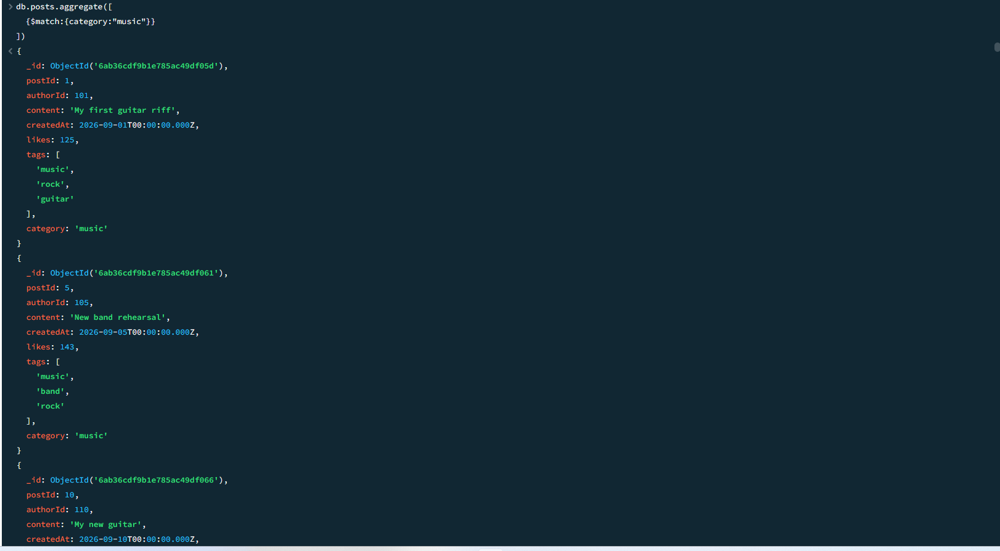 > db.posts.aggregate([
{$match:{category:"music"}}
])
< {
_id: ObjectId('6ab36cdf9b1e785ac49df05d'),
postId: 1,
authorId: 101,
content: 'My first guitar riff',
createdAt: 2026-09-01T00:00:00.000Z,
likes: 125,
tags: [
'music',
'rock',
'guitar'
],
category: 'music'
}
{
_id: ObjectId('6ab36cdf9b1e785ac49df061'),
postId: 5,
authorId: 105,
content: 'New band rehearsal',
createdAt: 2026-09-05T00:00:00.000Z,
likes: 143,
tags: [
'music',
'band',
'rock'
],
category: 'music'
}
{
_id: ObjectId('6ab36cdf9b1e785ac49df066'),
postId: 10,
authorId: 110,
content: 'My new guitar',
createdAt: 2026-09-10T00:00:00.000Z,